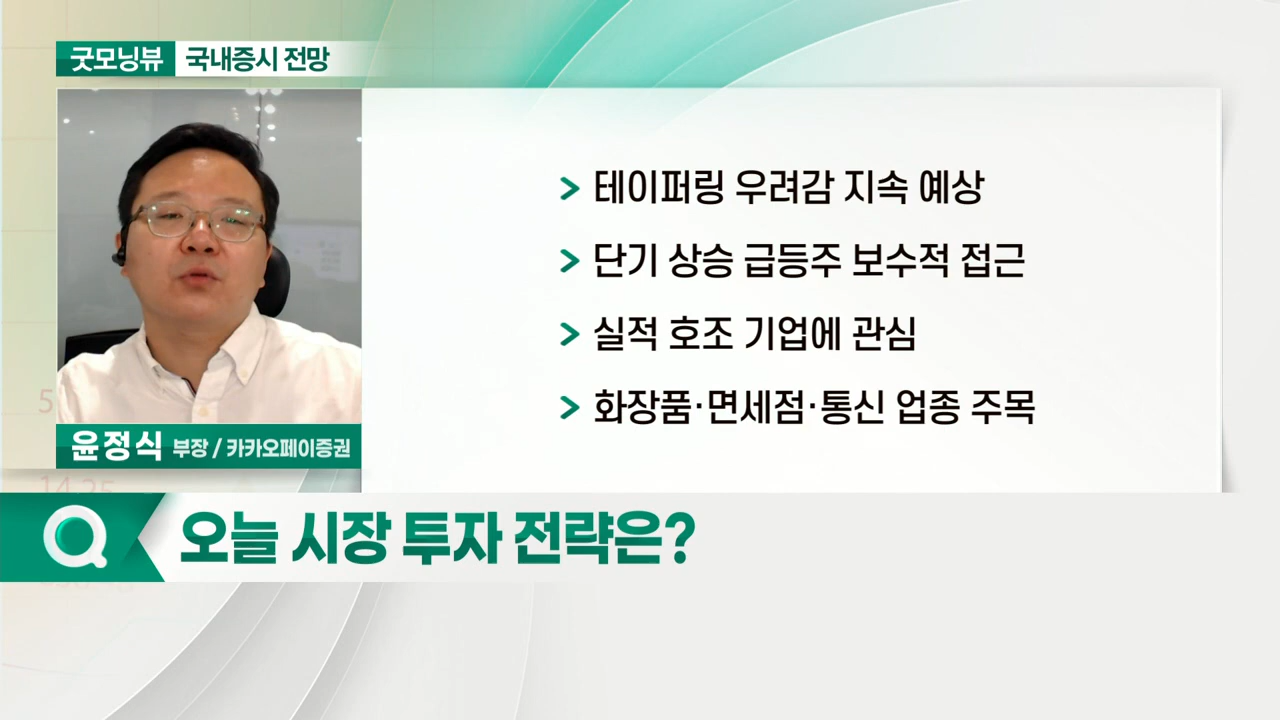 굿모닝뷰 국내증시 전망
> 테이퍼링 우려감 지속 예상
> 단기 상승 급등주 보수적 접근
> 실적 호조 기업에 관심
> 화장품·면세점·통신 업종 주목
윤정식 부장 / 카카오페이증권
Q 오늘 시장 투자 전략은?